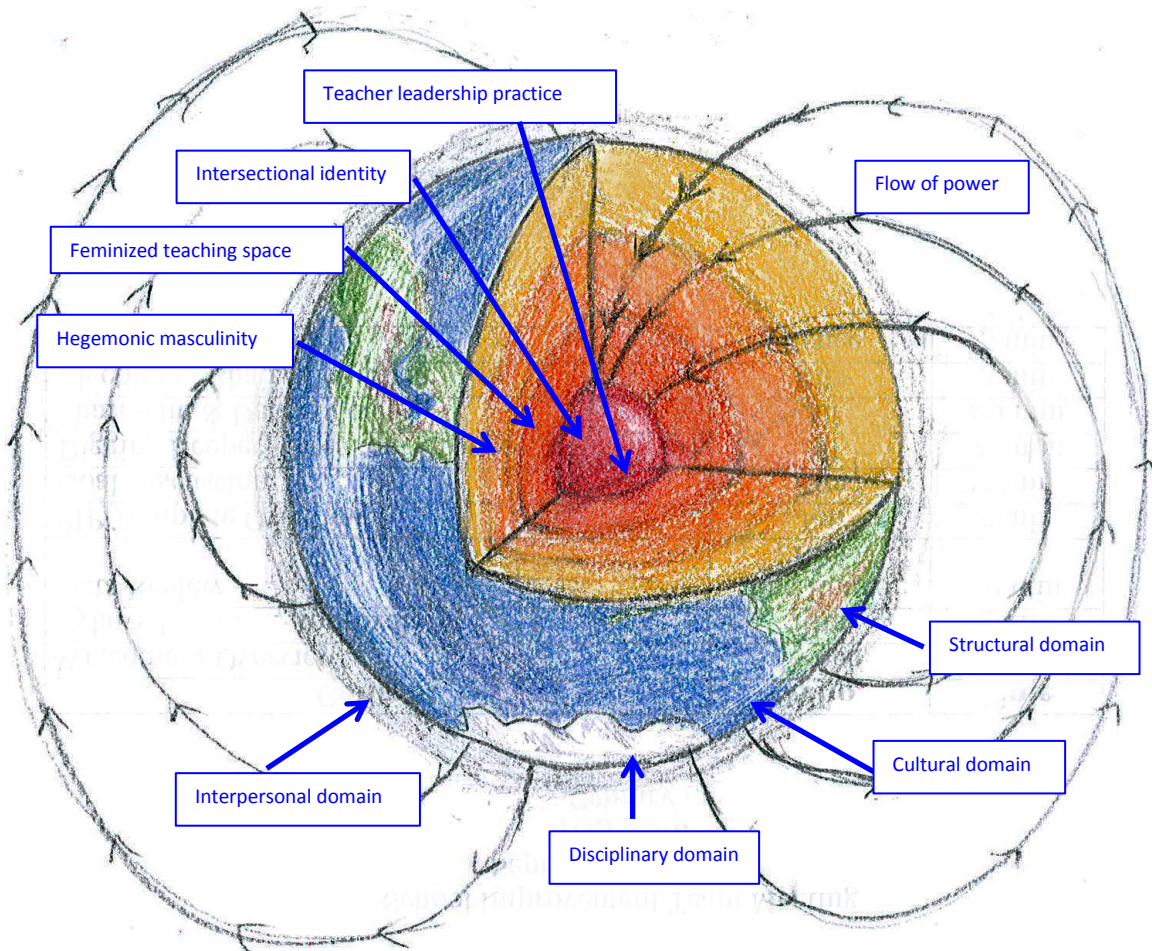 Teacher leadership practice
Intersectional identity
Flow of power
Feminized teaching space
Hegemonic masculinity
Structural domain
Cultural domain
Interpersonal domain
Disciplinary domain